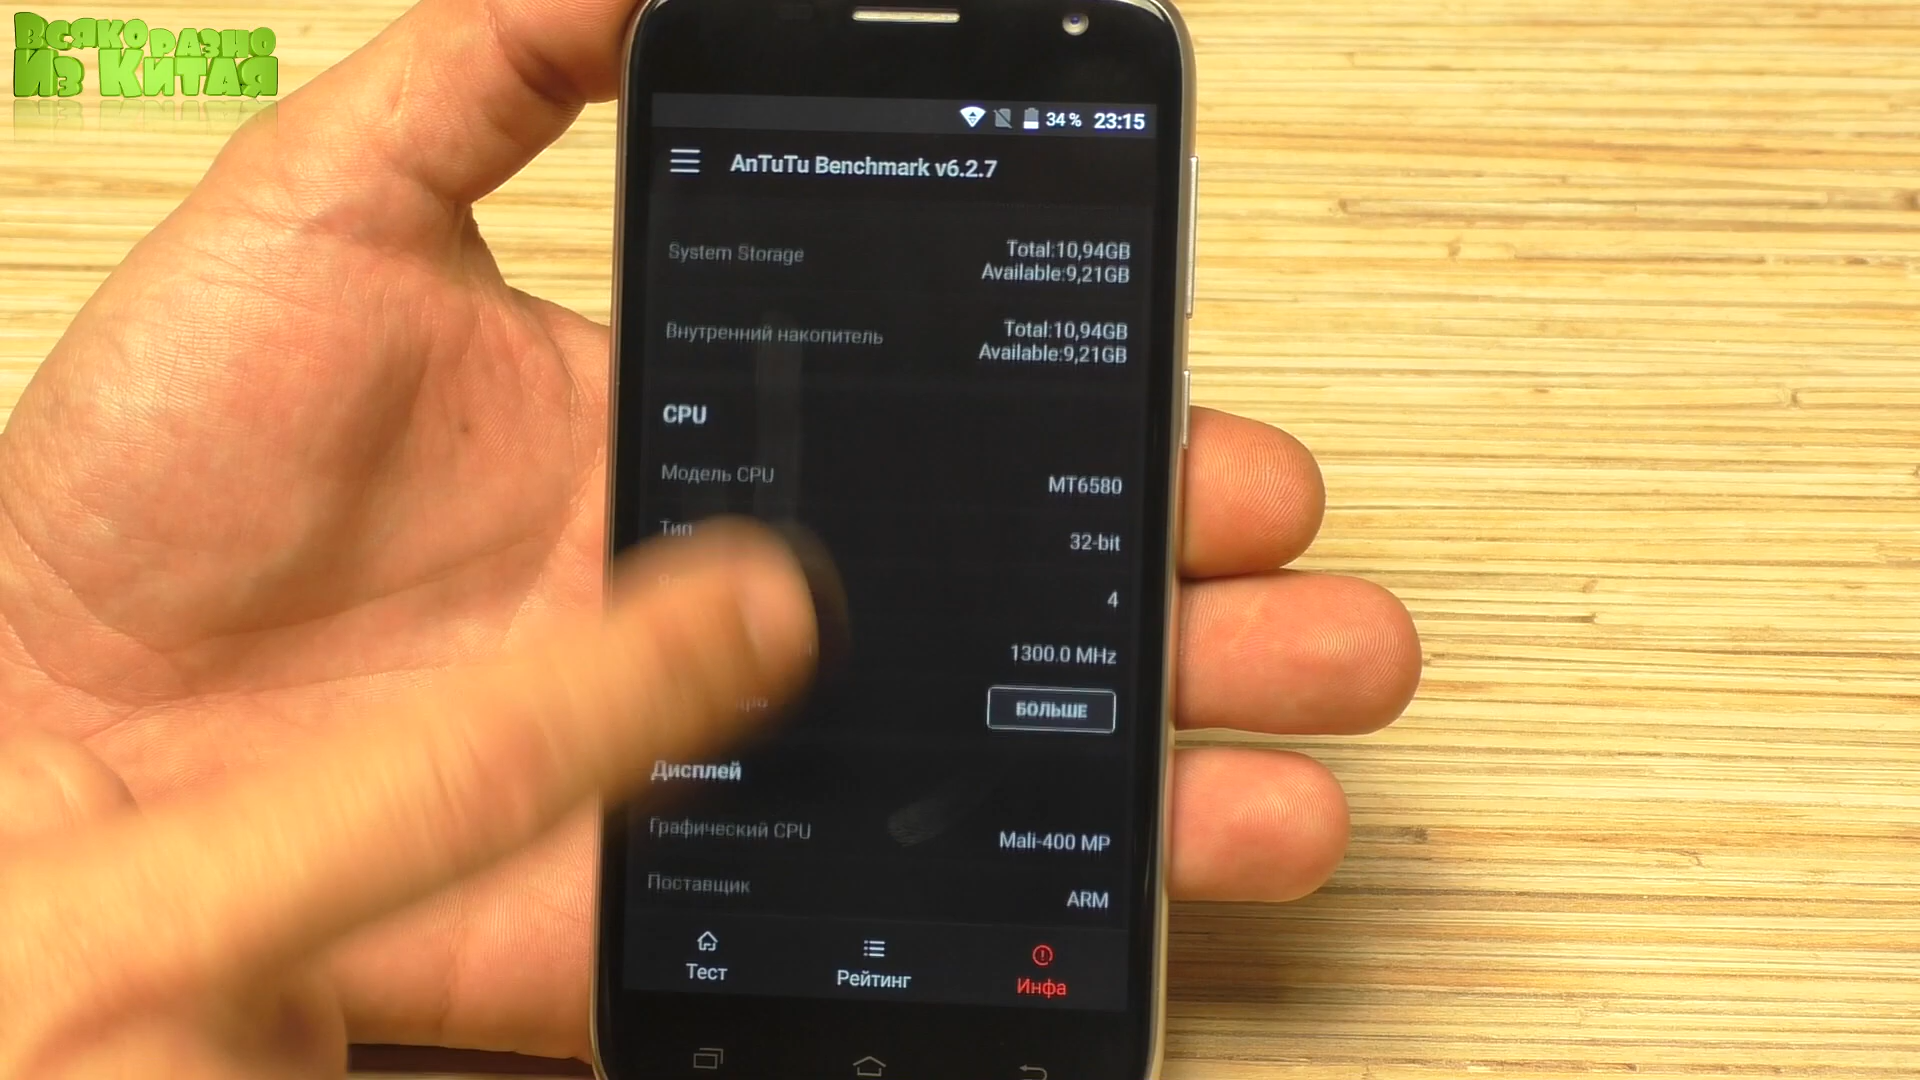 Всяко разно
Из Китая
34 % 23:15
AnTuTu Benchmark v6.2.7
System Storage
Total:10,94GB
Available:9,21GB
Внутренний накопитель
Total:10,94GB
Available:9,21GB
CPU
Модель CPU
MT6580
Тип
32-bit
4
1300.0 MHz
БОЛЬШЕ
Дисплей
Графический CPU
Mali-400 MP
Поставщик
ARM
Тест
Рейтинг
Инфа